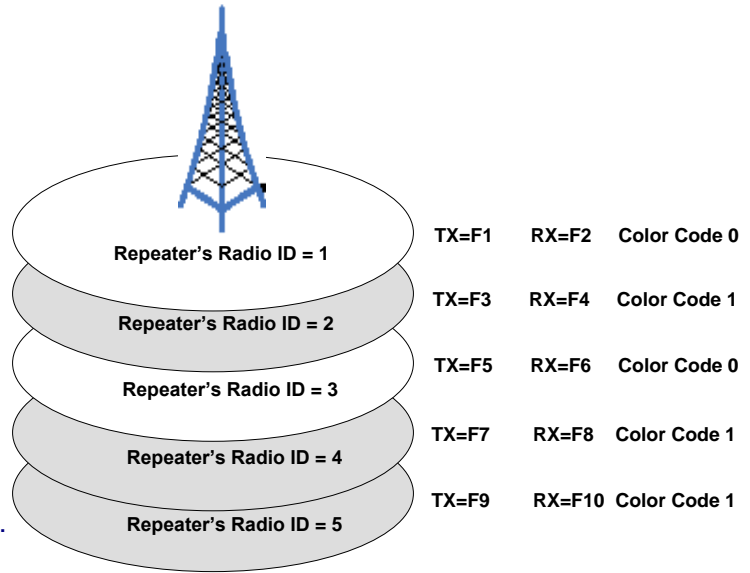 Repeater's Radio ID = 1
TX=F1 RX=F2 Color Code 0
Repeater's Radio ID = 2
TX=F3 RX=F4 Color Code 1
Repeater's Radio ID = 3
TX=F5 RX=F6 Color Code 0
Repeater's Radio ID = 4
TX=F7 RX=F8 Color Code 1
Repeater's Radio ID = 5
TX=F9 RX=F10 Color Code 1
.